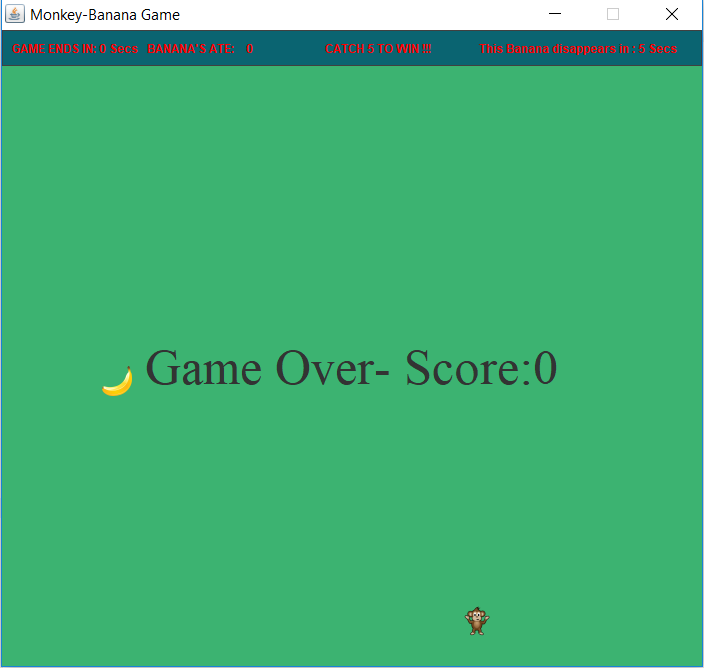 Monkey-Banana Game
GAME ENDS IN: 0 Secs BANANA'S ATE: 0 CATCH 5 TO WIN !!! This Banana disappears in : 5 Secs
Game Over- Score:0